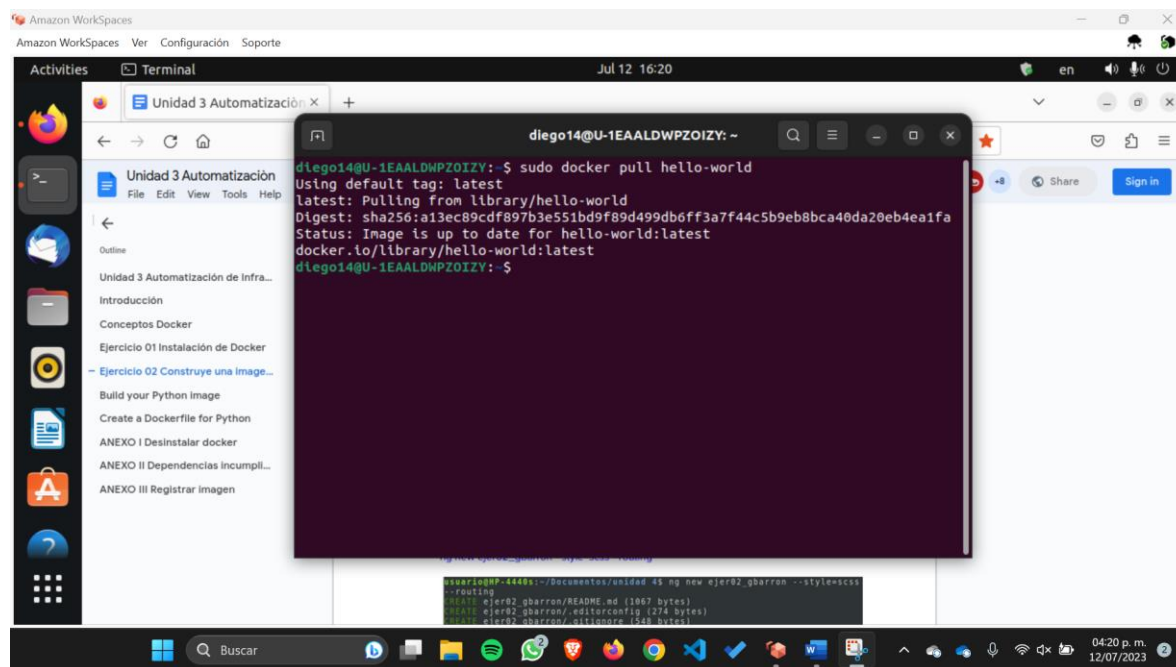 Amazon WorkSpaces
Amazon WorkSpaces Ver Configuración Soporte
Activities Terminal Jul 12 16:20 en
Unidad 3 Automatizaciòn
diego14@U-1EAALDWPZOIZY: ~
Unidad 3 Automatizaciòn
File Edit View Tools Help
+8 Share Sign in
diego14@U-1EAALDWPZOIZY:~$ sudo docker pull hello-world
Using default tag: latest
latest: Pulling from library/hello-world
Digest: sha256:a13ec89cdf897b3e551bd9f89d499db6ff3a7f44c5b9eb8bca40da20eb4ea1fa
Status: Image is up to date for hello-world:latest
docker.io/library/hello-world:latest
diego14@U-1EAALDWPZOIZY:~$
Outline
Unidad 3 Automatización de Infra...
Introducción
Conceptos Docker
Ejercicio 01 Instalación de Docker
Ejercicio 02 Construye una image...
Build your Python image
Create a Dockerfile for Python
ANEXO I Desinstalar docker
ANEXO II Dependencias incumpli...
ANEXO III Registrar imagen
usuario@HP-4440s:~/Documentos/unidad 4$ ng new ejer02_gbarron --style=scss
--routing
CREATE ejer02_gbarron/README.md (1067 bytes)
CREATE ejer02_gbarron/.editorconfig (274 bytes)
CREATE ejer02_gbarron/.gitignore (548 bytes)
Buscar
2
04:20 p. m.
12/07/2023
2